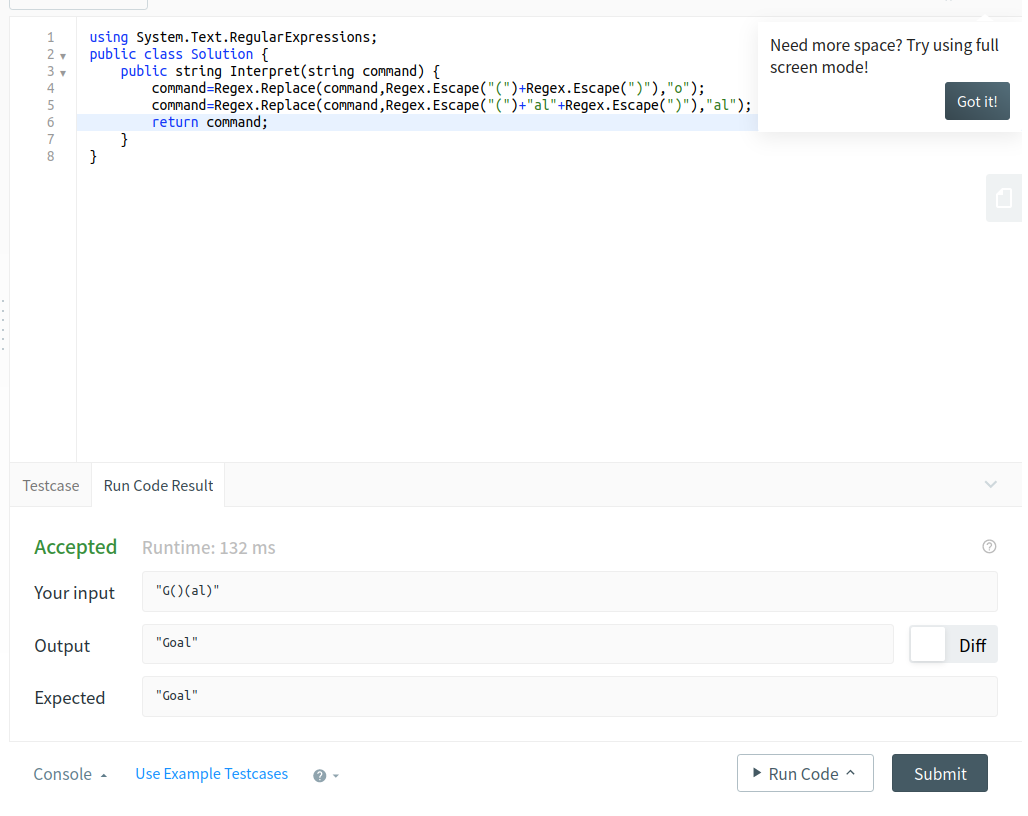 1 using System.Text.RegularExpressions;
2 public class Solution {
3 public string Interpret(string command) {
4 command=Regex.Replace(command,Regex.Escape("(")+Regex.Escape(")"),"o");
5 command=Regex.Replace(command,Regex.Escape("(")+"al"+Regex.Escape(")"),"al");
6 return command;
7 }
8 }
Need more space? Try using full
screen mode!
Got it!
Testcase
Run Code Result
Accepted Runtime: 132 ms
Your input "G()(al)"
Output "Goal" Diff
Expected "Goal"
Console Use Example Testcases ? Run Code Submit